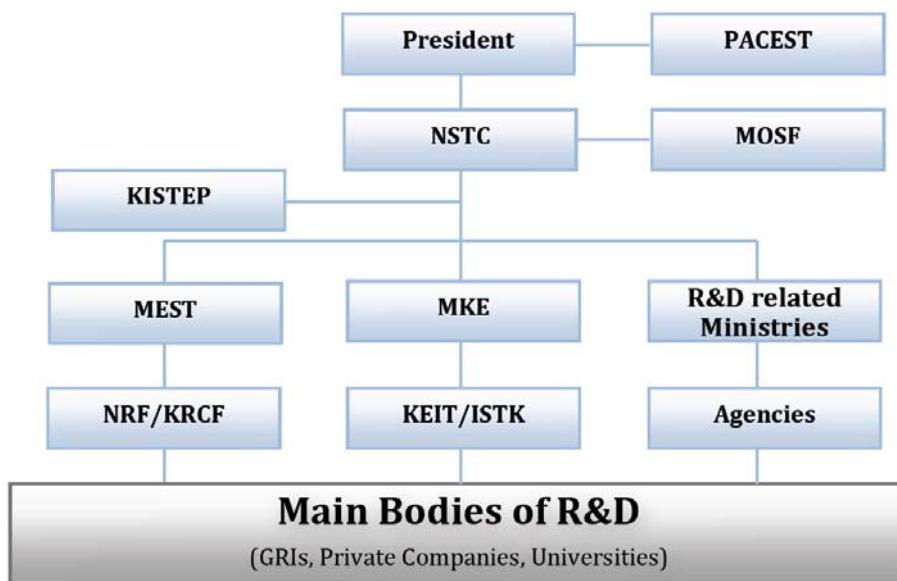 President
PACEST
NSTC
MOSF
KISTEP
MEST
MKE
R&D related
Ministries
NRF/KRCF
KEIT/ISTK
Agencies
Main Bodies of R&D
(GRIs, Private Companies, Universities)